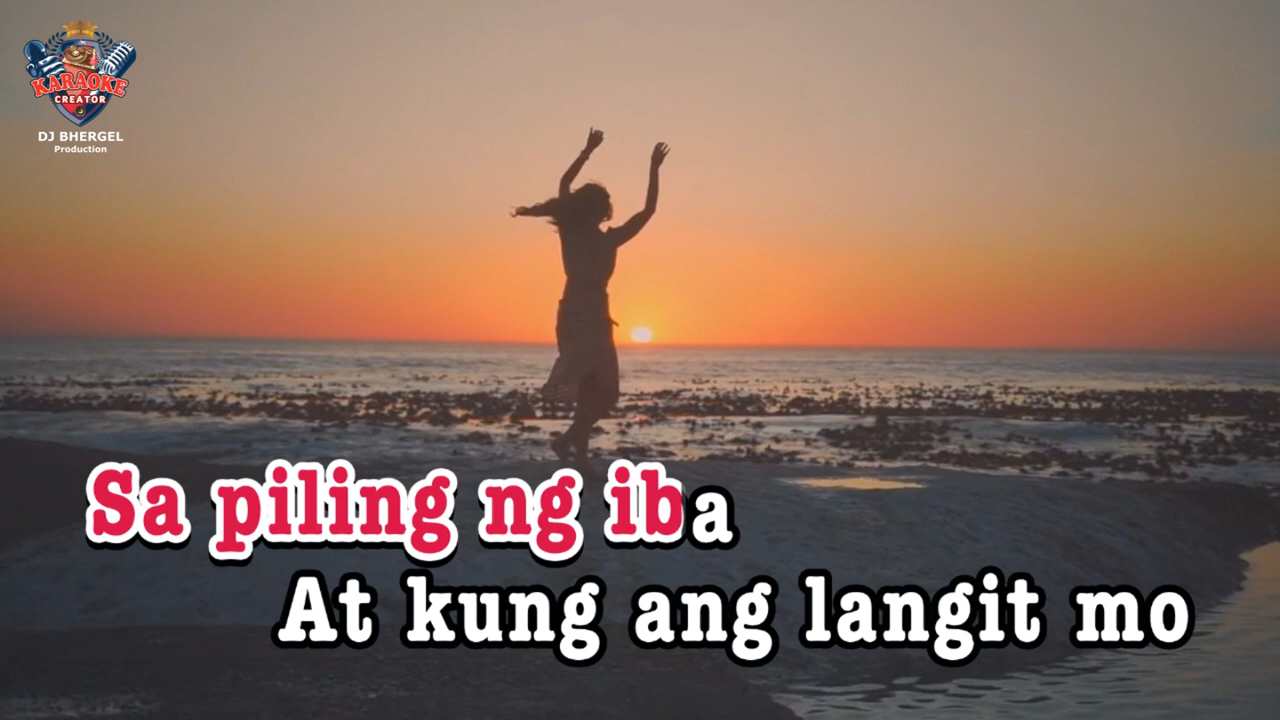 KARAOKE
CREATOR
DJ BHERGEL
Production
Sa piling ng iba
At kung ang langit mo